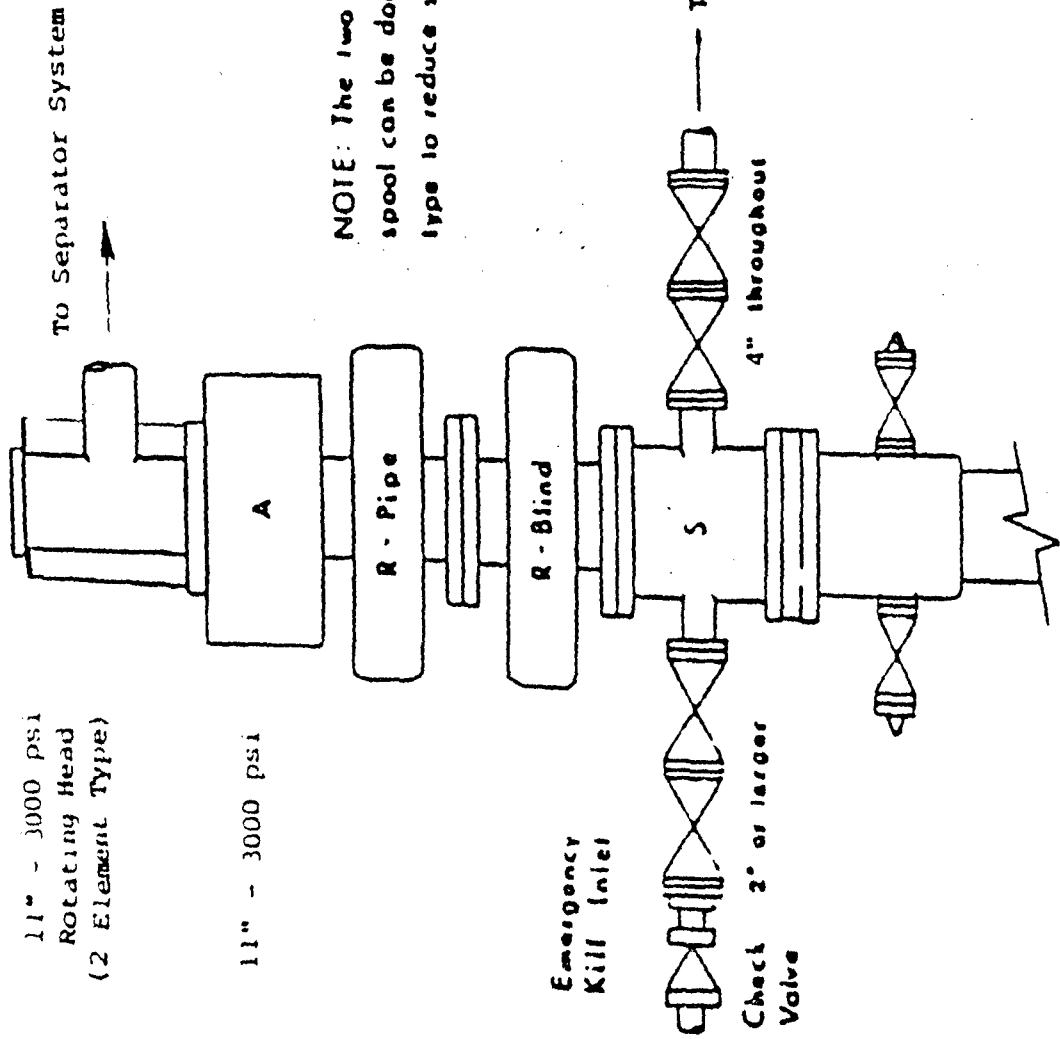 To Separator System
11" - 3000 psi
Rotating Head
(2 Element Type)
NOTE: The two
spool can be
type to reduce
A
11" - 3000 psi
R - Pipe
R - Blind
Emergency
Kill Inlet
S
4" throughout
Check
Valve
2" or larger